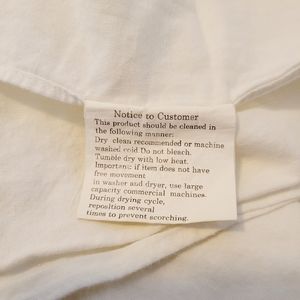 Notice to Customer
This product should be cleaned in
the following manner:
Dry clean recommended or machine
washed cold Do not bleach.
Tumble dry with low heat.
Important: if item does not have
free movement
in washer and dryer, use large
capacity commercial machines.
During drying cycle,
reposition several
times to prevent scorching.